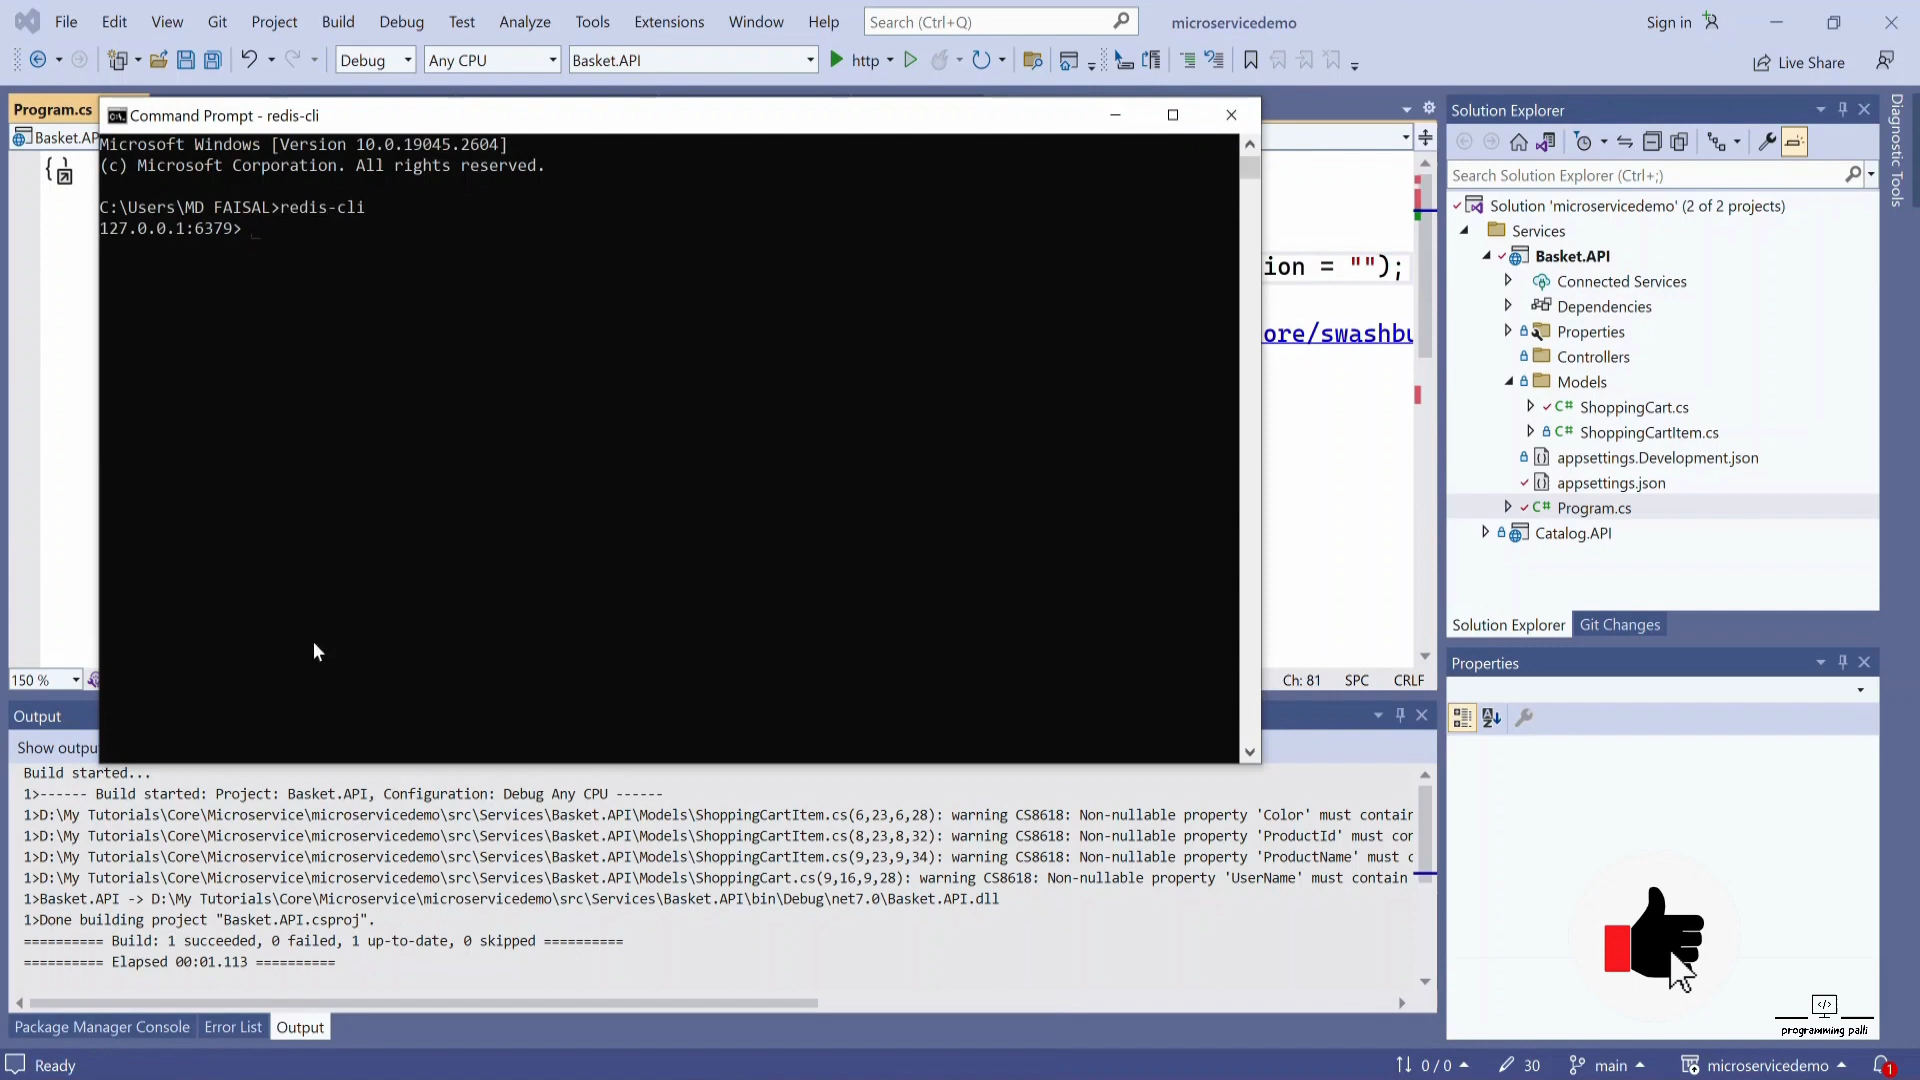 File Edit View Git Project Build Debug Test Analyze Tools Extensions Window Help Search (Ctrl+Q) microservicedemo Sign in
Debug Any CPU Basket.API http Live Share
Program.cs
Basket.AP
Command Prompt - redis-cli
Microsoft Windows [Version 10.0.19045.2604]
(c) Microsoft Corporation. All rights reserved.
C:\Users\MD FAISAL>redis-cli
127.0.0.1:6379>
ion = "");
ore/swashbu
150 %
Ch: 81 SPC CRLF
Solution Explorer
Search Solution Explorer (Ctrl+;)
Solution 'microservicedemo' (2 of 2 projects)
Services
Basket.API
Connected Services
Dependencies
Properties
Controllers
Models
C# ShoppingCart.cs
C# ShoppingCartItem.cs
appsettings.Development.json
appsettings.json
C# Program.cs
Catalog.API
Solution Explorer Git Changes
Diagnostic Tools
Properties
Output
Show outpu
Build started...
1>------ Build started: Project: Basket.API, Configuration: Debug Any CPU ------
1>D:\My Tutorials\Core\Microservice\microservicedemo\src\Services\Basket.API\Models\ShoppingCartItem.cs(6,23,6,28): warning CS8618: Non-nullable property 'Color' must contain
1>D:\My Tutorials\Core\Microservice\microservicedemo\src\Services\Basket.API\Models\ShoppingCartItem.cs(8,23,8,32): warning CS8618: Non-nullable property 'ProductId' must con
1>D:\My Tutorials\Core\Microservice\microservicedemo\src\Services\Basket.API\Models\ShoppingCartItem.cs(9,23,9,34): warning CS8618: Non-nullable property 'ProductName' must c
1>D:\My Tutorials\Core\Microservice\microservicedemo\src\Services\Basket.API\Models\ShoppingCart.cs(9,16,9,28): warning CS8618: Non-nullable property 'UserName' must contain
1>Basket.API -> D:\My Tutorials\Core\Microservice\microservicedemo\src\Services\Basket.API\bin\Debug\net7.0\Basket.API.dll
1>Done building project "Basket.API.csproj".
========== Build: 1 succeeded, 0 failed, 1 up-to-date, 0 skipped ==========
========== Elapsed 00:01.113 ==========
Package Manager Console Error List Output
programming palli
Ready 0 / 0 30 main microservicedemo 1